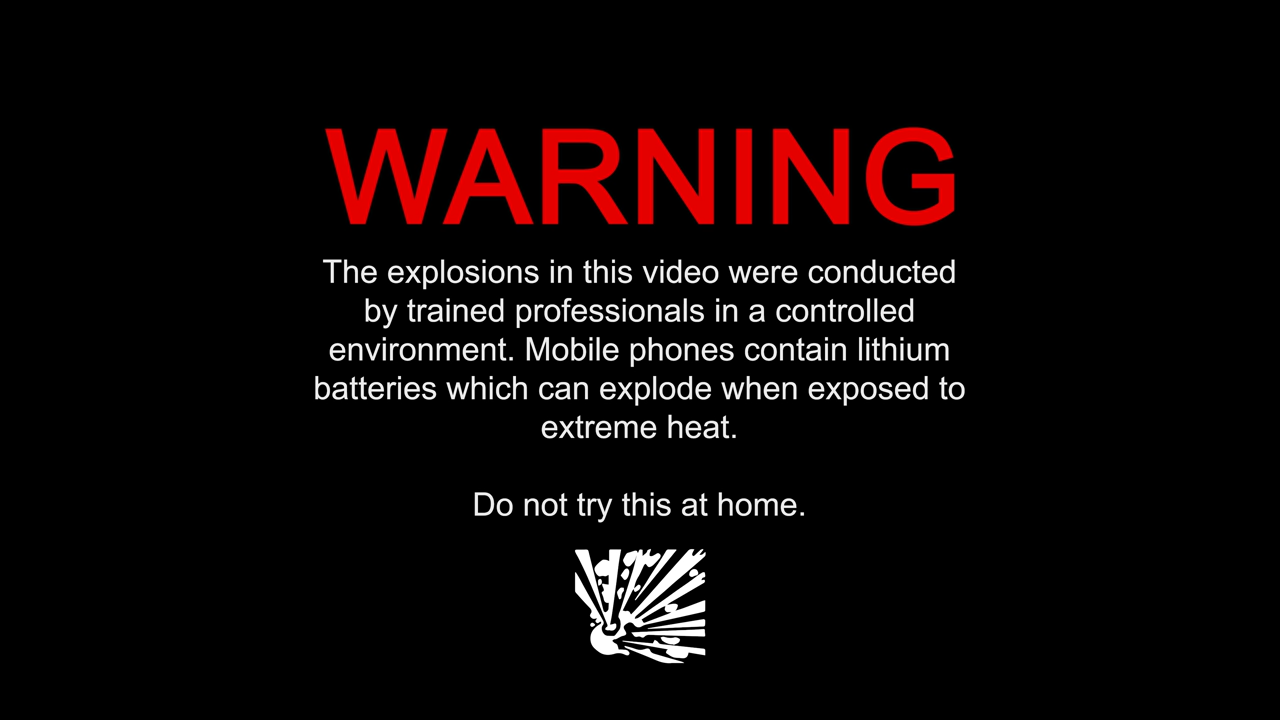 WARNING
The explosions in this video were conducted
by trained professionals in a controlled
environment. Mobile phones contain lithium
batteries which can explode when exposed to
extreme heat.
Do not try this at home.